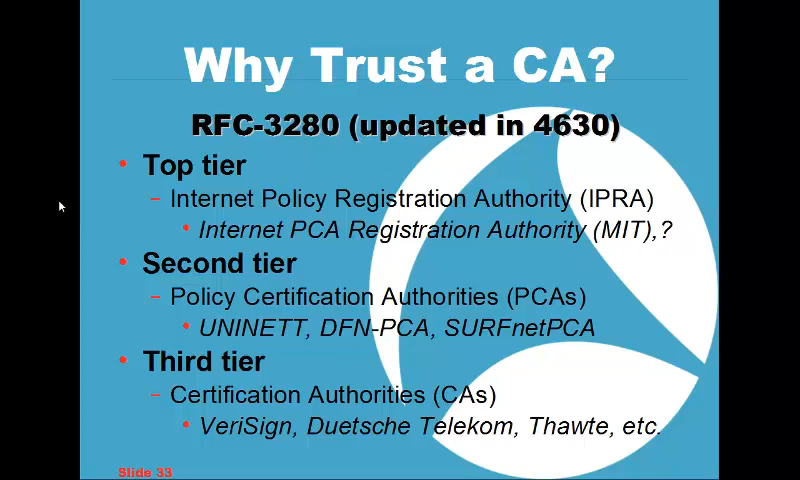 Why Trust a CA?
RFC-3280 (updated in 4630)
• Top tier
– Internet Policy Registration Authority (IPRA)
• Internet PCA Registration Authority (MIT),?
• Second tier
– Policy Certification Authorities (PCAs)
• UNINETT, DFN-PCA, SURFnetPCA
• Third tier
– Certification Authorities (CAs)
• VeriSign, Duetsche Telekom, Thawte, etc.
Slide 33